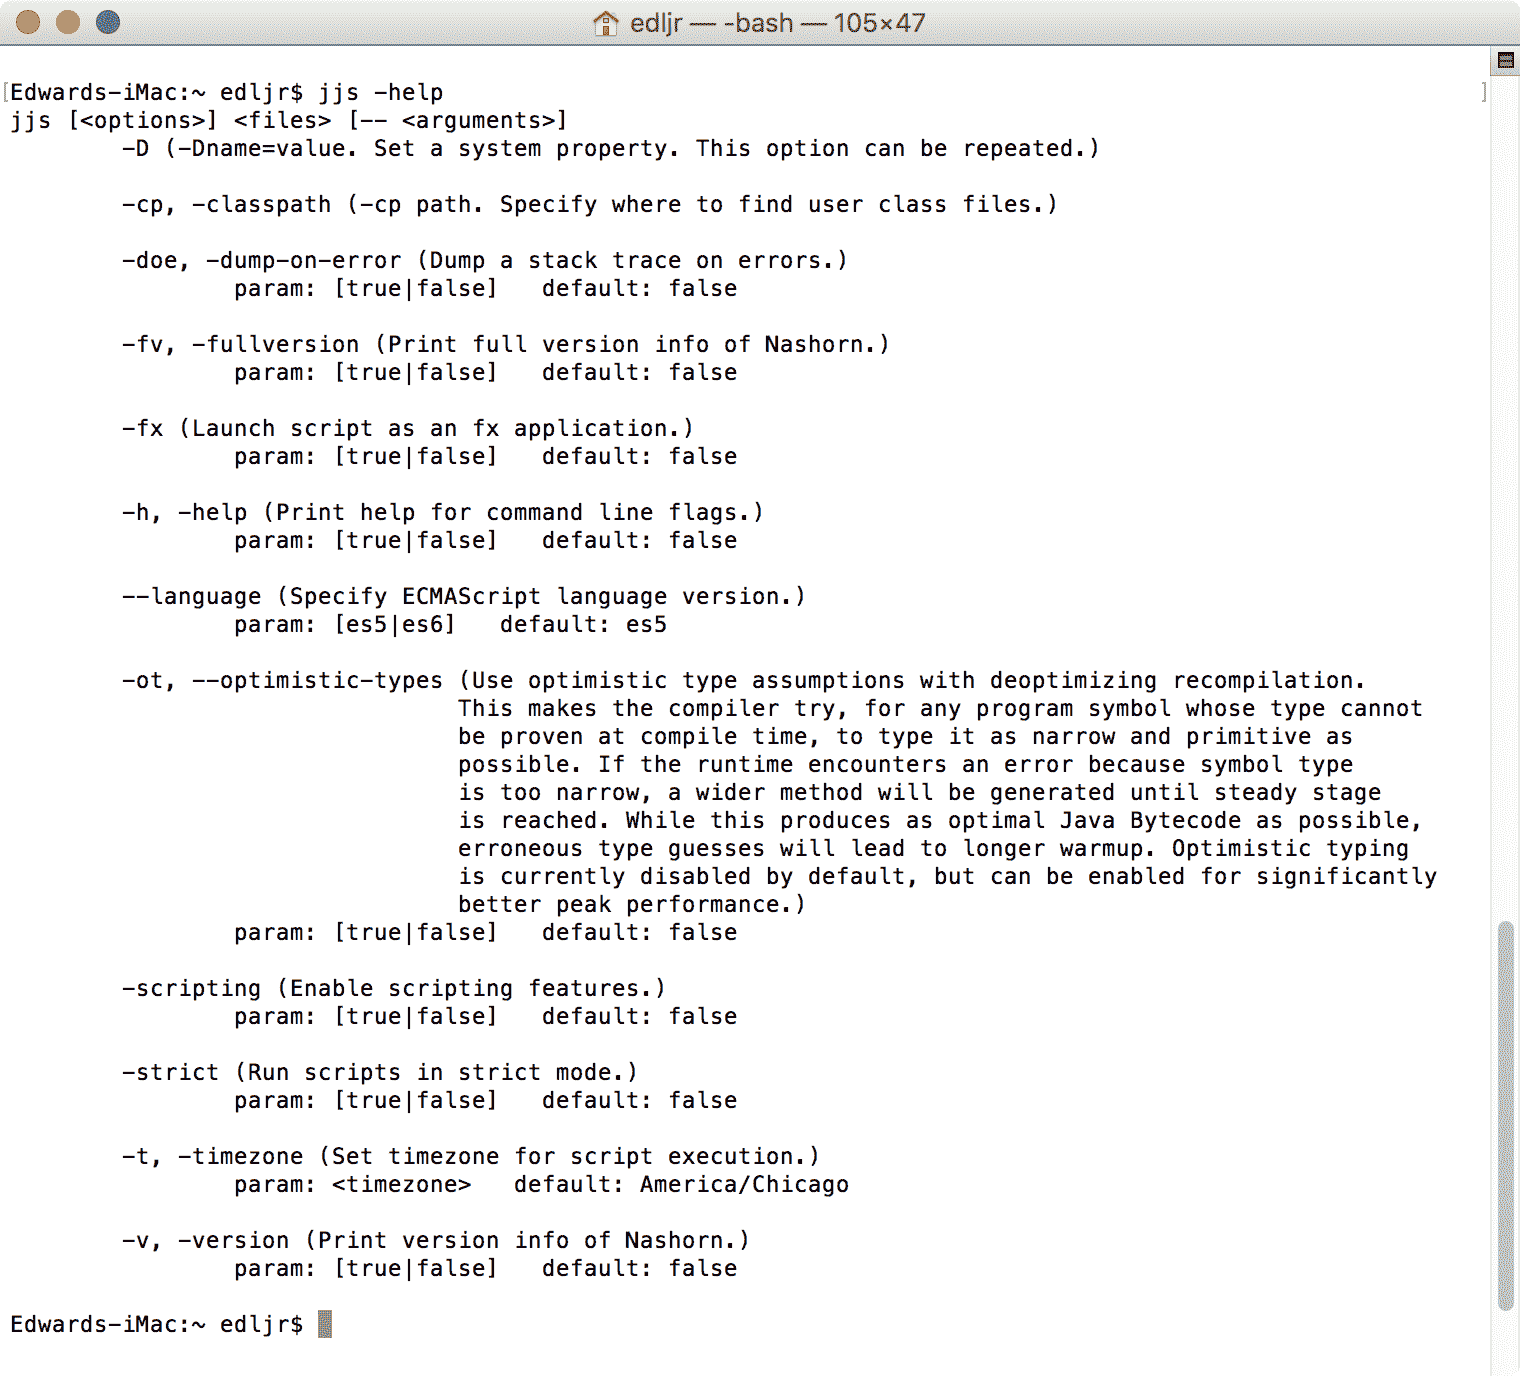 edljr — -bash — 105×47
Edwards-iMac:~ edljr$ jjs -help
jjs [<options>] <files> [-- <arguments>]
-D (-Dname=value. Set a system property. This option can be repeated.)
-cp, -classpath (-cp path. Specify where to find user class files.)
-doe, -dump-on-error (Dump a stack trace on errors.)
param: [true|false]   default: false
-fv, -fullversion (Print full version info of Nashorn.)
param: [true|false]   default: false
-fx (Launch script as an fx application.)
param: [true|false]   default: false
-h, -help (Print help for command line flags.)
param: [true|false]   default: false
--language (Specify ECMAScript language version.)
param: [es5|es6]   default: es5
-ot, --optimistic-types (Use optimistic type assumptions with deoptimizing recompilation.
This makes the compiler try, for any program symbol whose type cannot
be proven at compile time, to type it as narrow and primitive as
possible. If the runtime encounters an error because symbol type
is too narrow, a wider method will be generated until steady stage
is reached. While this produces as optimal Java Bytecode as possible,
erroneous type guesses will lead to longer warmup. Optimistic typing
is currently disabled by default, but can be enabled for significantly
better peak performance.)
param: [true|false]   default: false
-scripting (Enable scripting features.)
param: [true|false]   default: false
-strict (Run scripts in strict mode.)
param: [true|false]   default: false
-t, -timezone (Set timezone for script execution.)
param: <timezone>   default: America/Chicago
-v, -version (Print version info of Nashorn.)
param: [true|false]   default: false
Edwards-iMac:~ edljr$